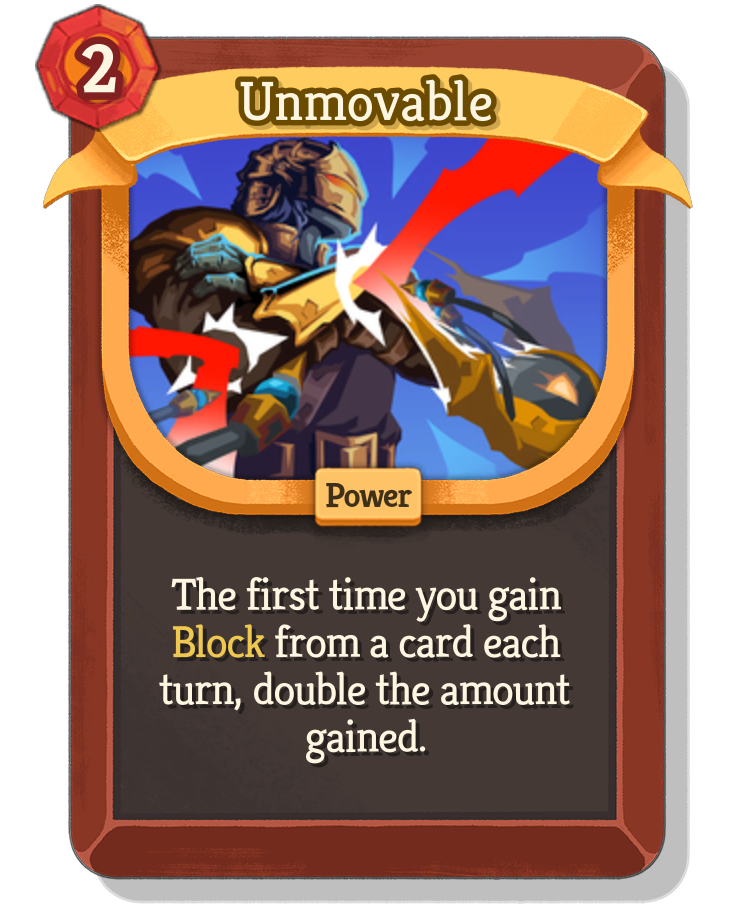 2
Unmovable
Power
The first time you gain
Block from a card each
turn, double the amount
gained.